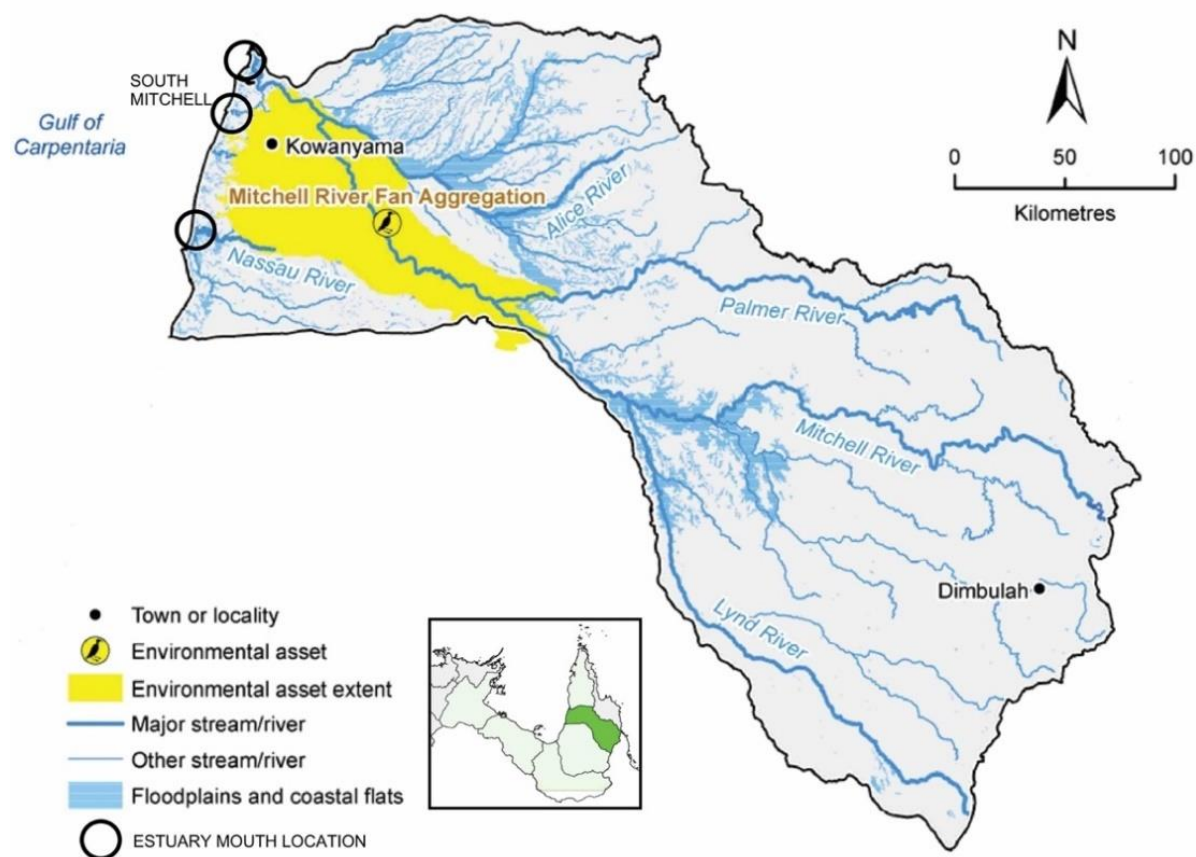 SOUTH
MITCHELL
Gulf of
Carpentaria
Kowanyama
Mitchell River Fan Aggregation
Alice River
Nassau River
Palmer River
Mitchell River
Dimbulah
Lynd River
N
0 50 100
Kilometres
Town or locality
Environmental asset
Environmental asset extent
Major stream/river
Other stream/river
Floodplains and coastal flats
ESTUARY MOUTH LOCATION